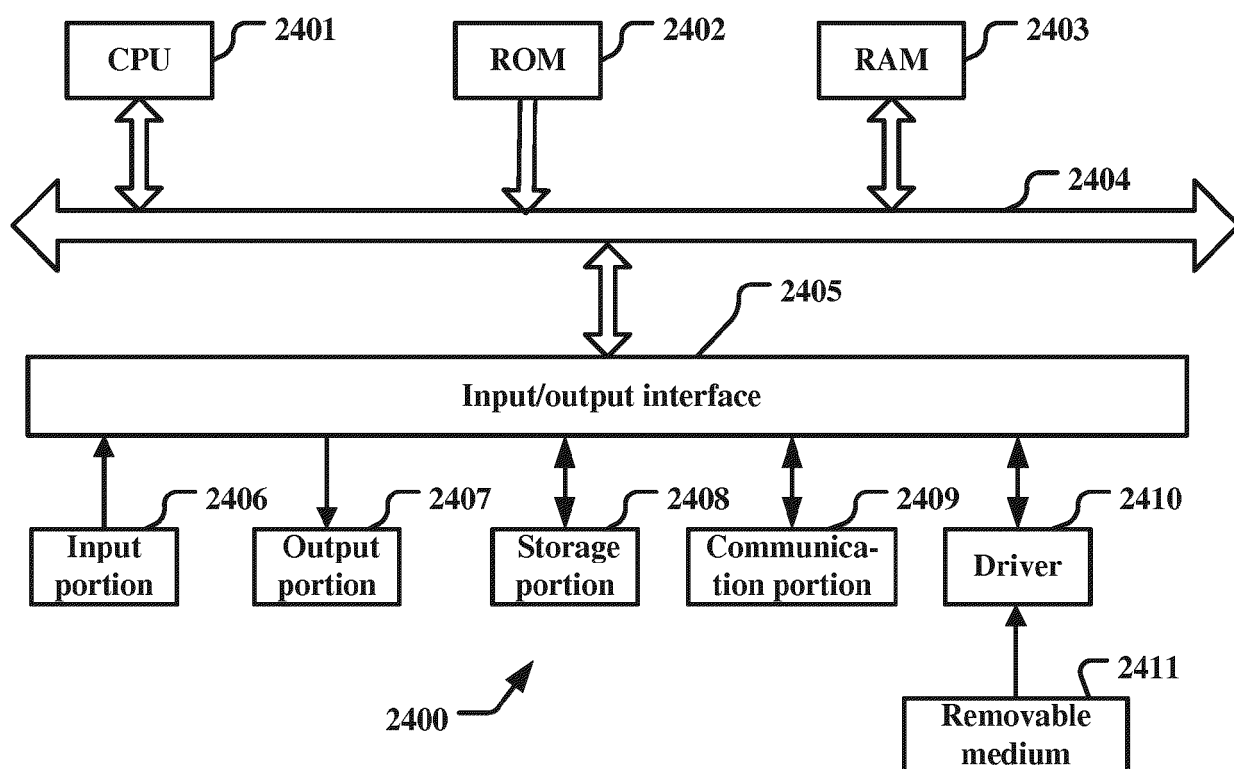 2401
2402
2403
CPU
ROM
RAM
2404
2405
Input/output interface
2406
2407
2408
2409
2410
Input
portion
Output
portion
Storage
portion
Communica-
tion portion
Driver
2400
2411
Removable
medium